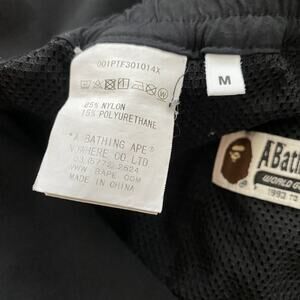 001PTF301014X
85% NYLON
15% POLYURETHANE
"A BATHING APE®"
NOWHERE CO.LTD.
03(5772)2524
WWW.BAPE.COM
MADE IN CHINA
M
A Bathing
WORLD
1993 TO